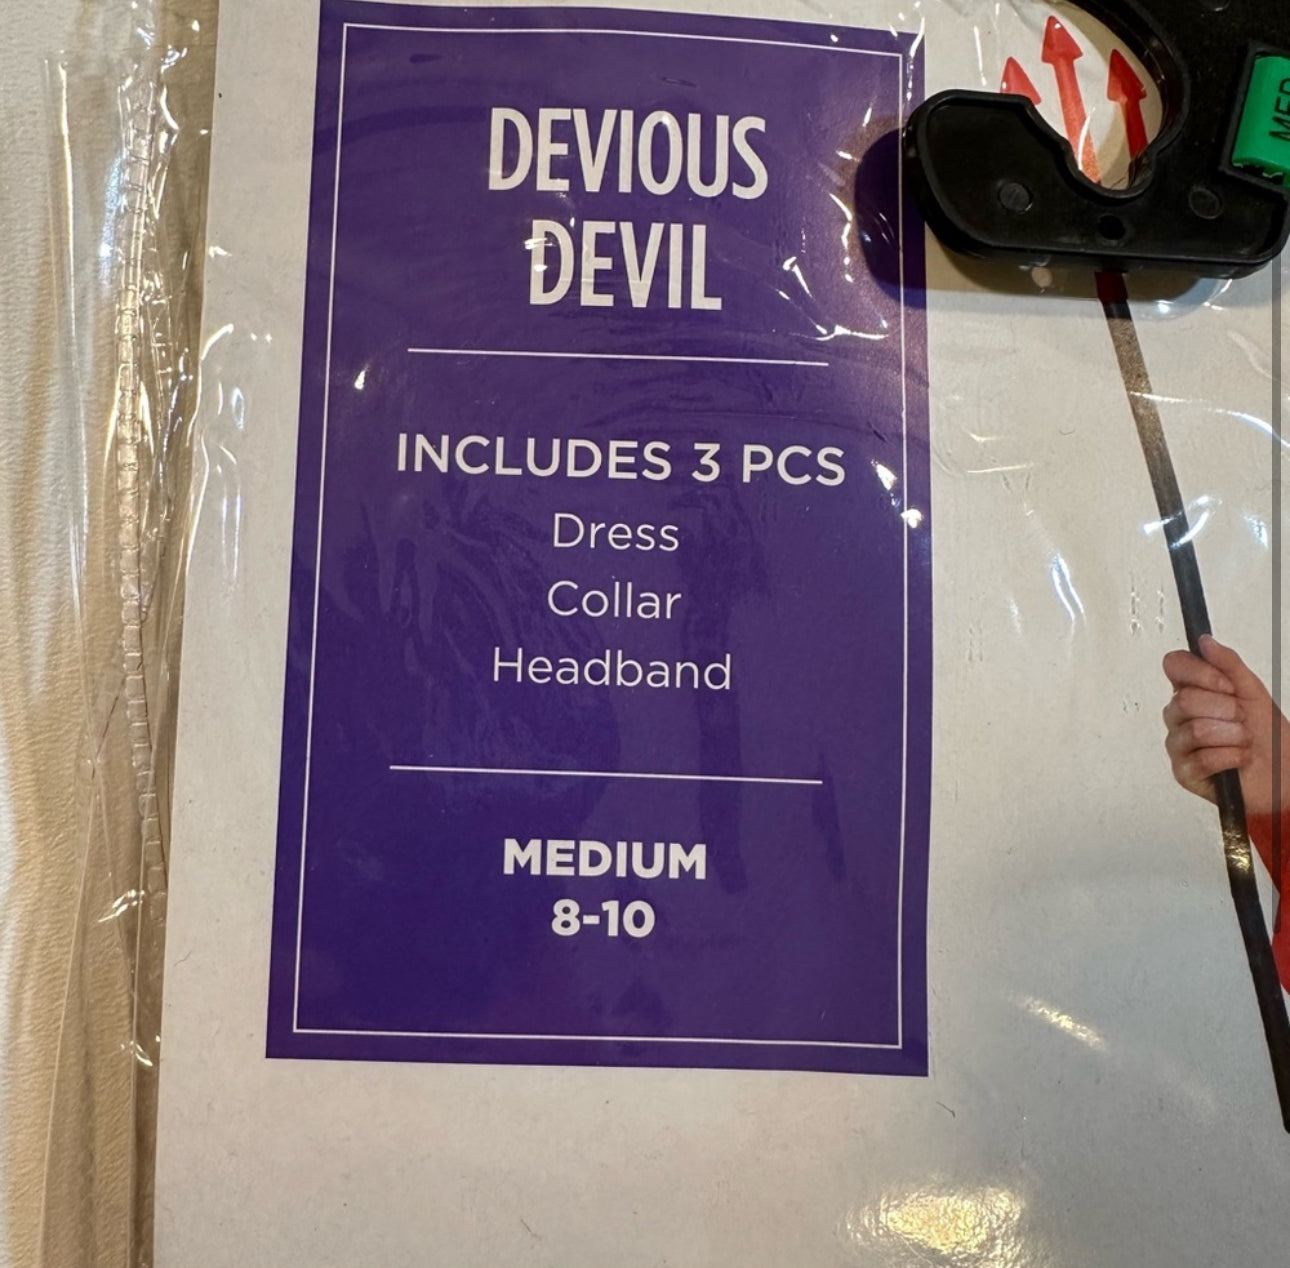 DEVIOUS
DEVIL
INCLUDES 3 PCS
Dress
Collar
Headband
MEDIUM
8-10